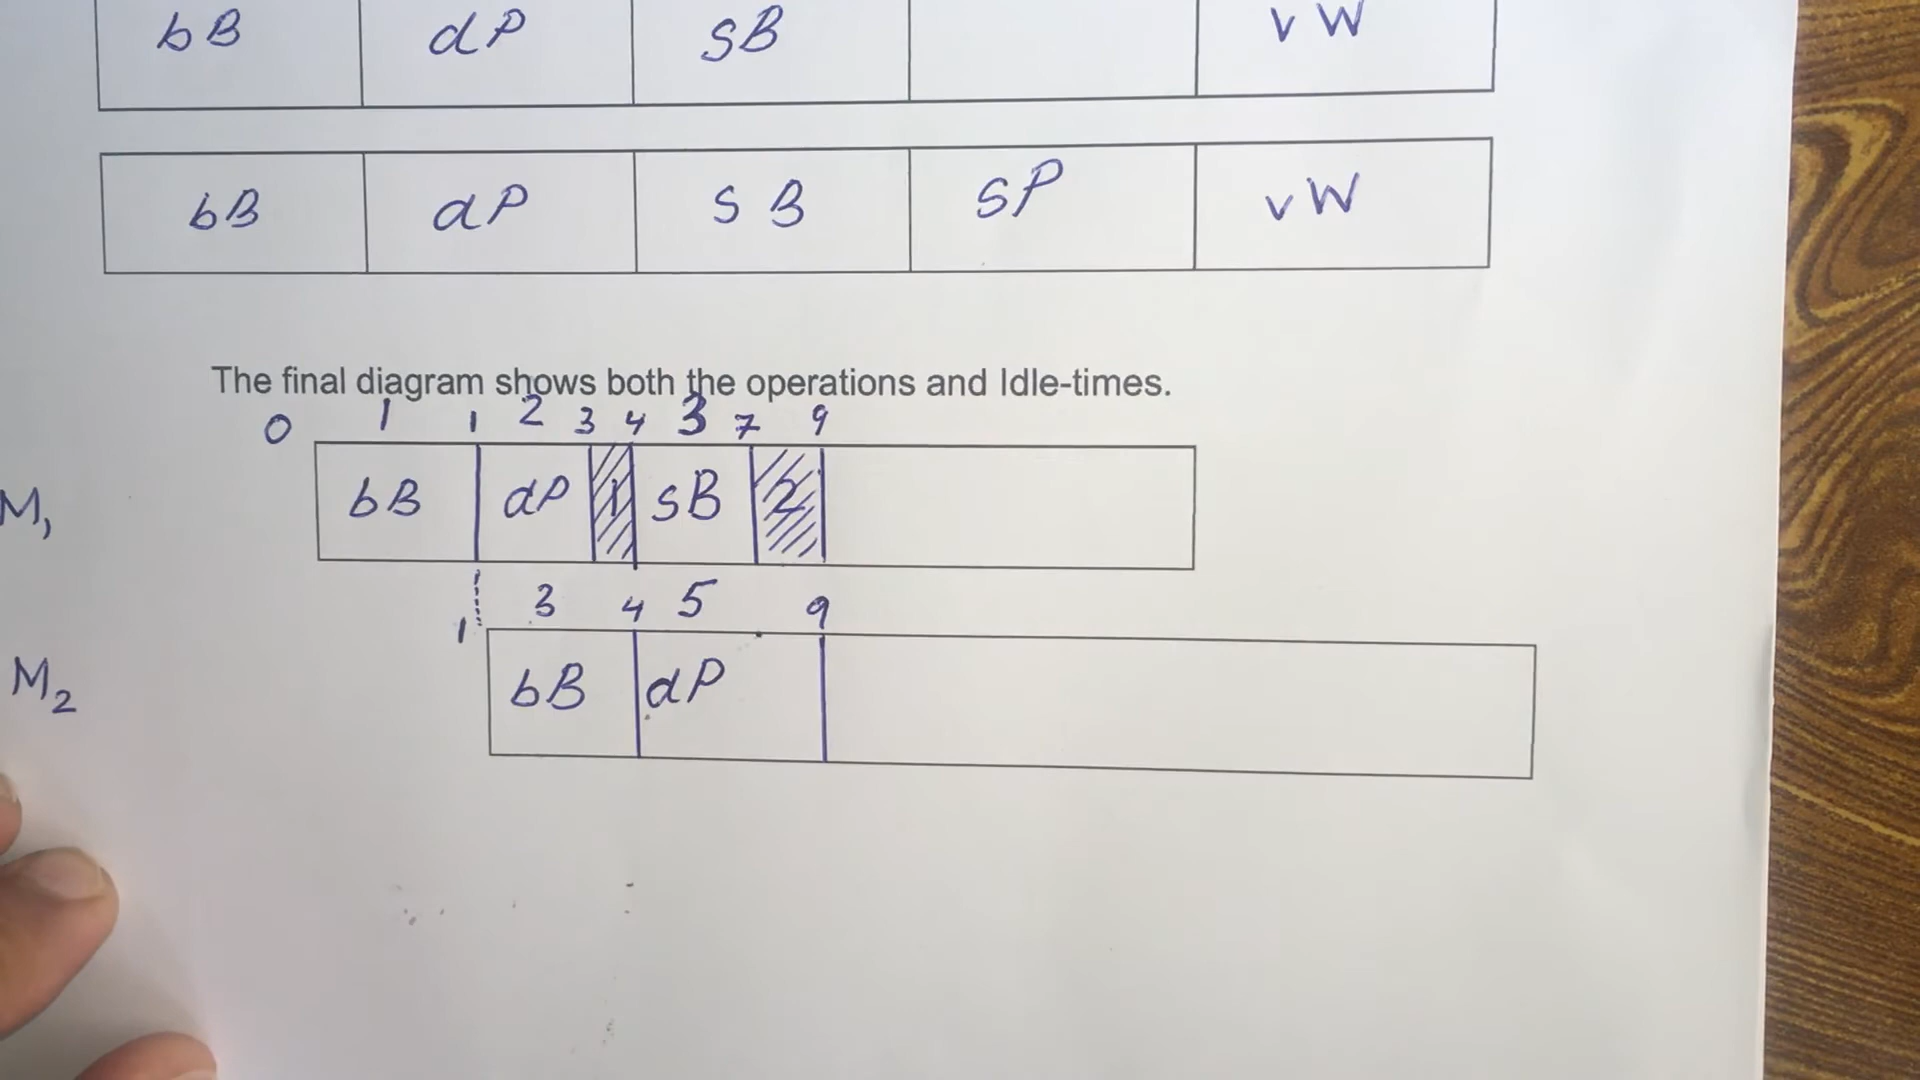 bB dP SB vW
bB dP SB SP vW
The final diagram shows both the operations and Idle-times.
0 1 1 2 3 4 3 7 9
M1 bB dP 1 sB 2
1 3 4 5 9
M2 bB dP